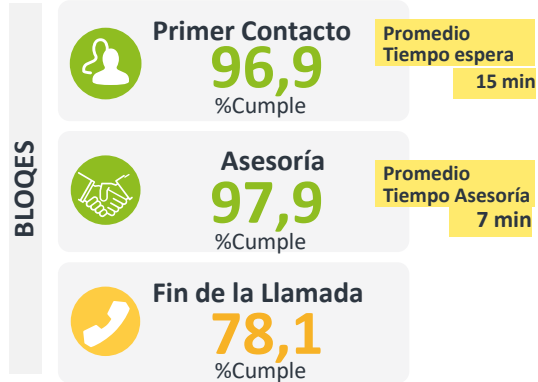 BLOQES
Primer Contacto
96,9
%Cumple
Promedio
Tiempo espera
15 min
Asesoría
97,9
%Cumple
Promedio
Tiempo Asesoría
7 min
Fin de la Llamada
78,1
%Cumple